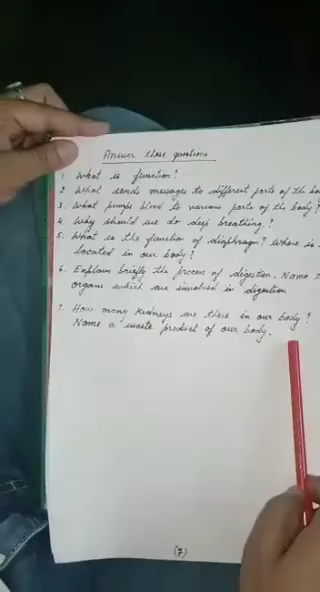 Answer these questions
1. What is function?
2. What sends messages to different parts of the
3. What pumps blood to various parts of the body?
4. Why should we do deep breathing?
5. What is the function of diaphragm? Where is
located in our body?
6. Explain briefly the process of digestion. Name
organs which are involved in digestion
7. How many kidneys are there in our body?
Name a waste product of our body.
(7)